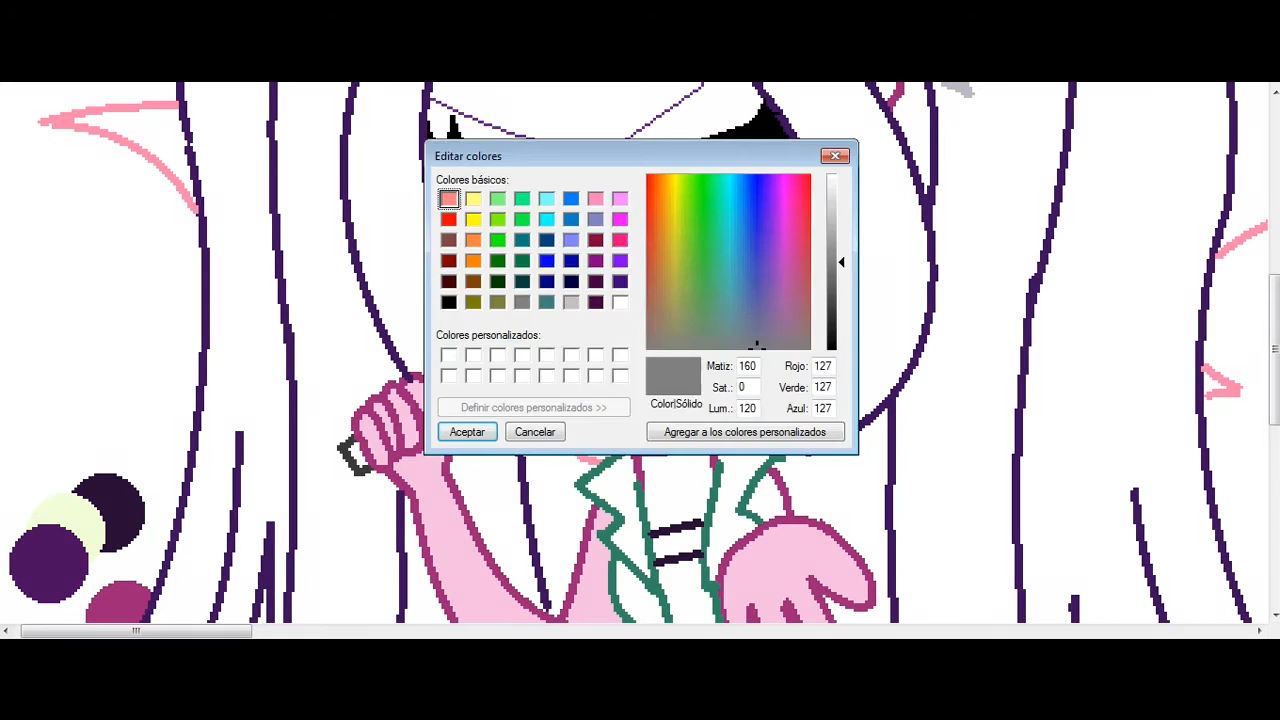 Editar colores
Colores básicos:
Colores personalizados:
Definir colores personalizados >>
Aceptar
Cancelar
Color|Sólido
Matiz: 160
Sat.: 0
Lum.: 120
Rojo: 127
Verde: 127
Azul: 127
Agregar a los colores personalizados